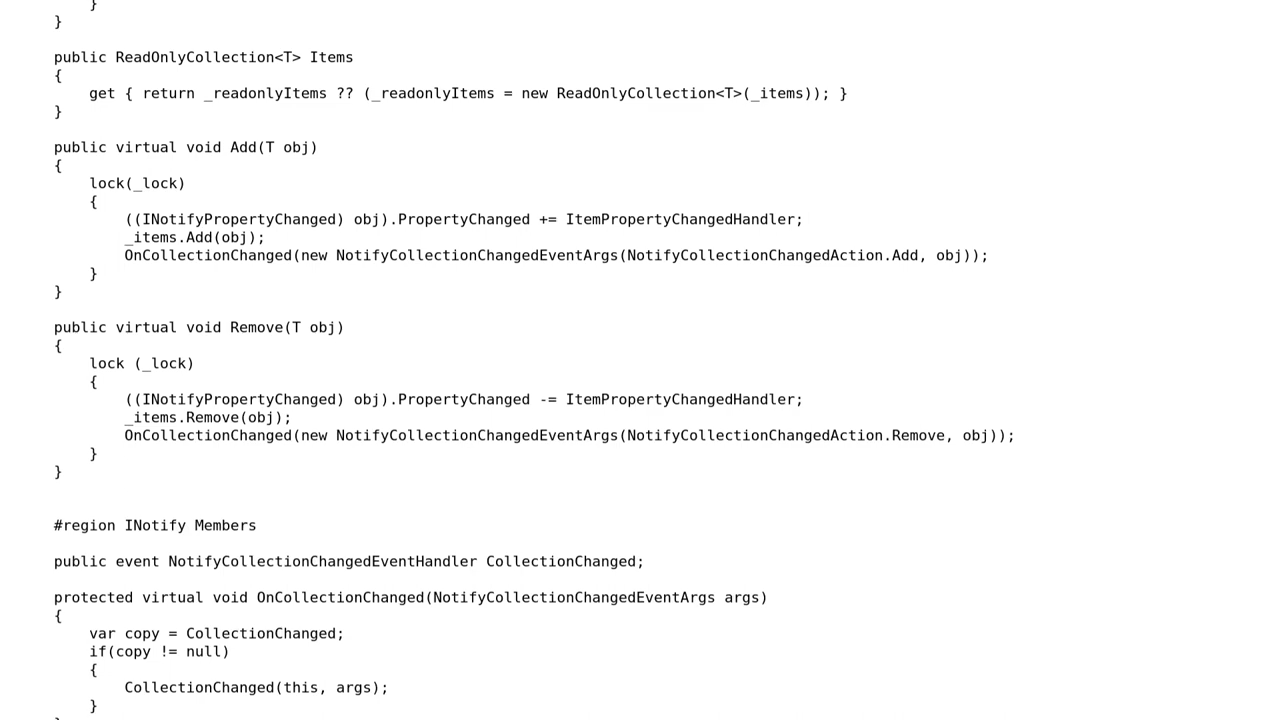 }
}
public ReadOnlyCollection<T> Items
{
get { return _readonlyItems ?? (_readonlyItems = new ReadOnlyCollection<T>(_items)); }
}
public virtual void Add(T obj)
{
lock(_lock)
{
((INotifyPropertyChanged) obj).PropertyChanged += ItemPropertyChangedHandler;
_items.Add(obj);
OnCollectionChanged(new NotifyCollectionChangedEventArgs(NotifyCollectionChangedAction.Add, obj));
}
}
public virtual void Remove(T obj)
{
lock (_lock)
{
((INotifyPropertyChanged) obj).PropertyChanged -= ItemPropertyChangedHandler;
_items.Remove(obj);
OnCollectionChanged(new NotifyCollectionChangedEventArgs(NotifyCollectionChangedAction.Remove, obj));
}
}
#region INotify Members
public event NotifyCollectionChangedEventHandler CollectionChanged;
protected virtual void OnCollectionChanged(NotifyCollectionChangedEventArgs args)
{
var copy = CollectionChanged;
if(copy != null)
{
CollectionChanged(this, args);
}
}